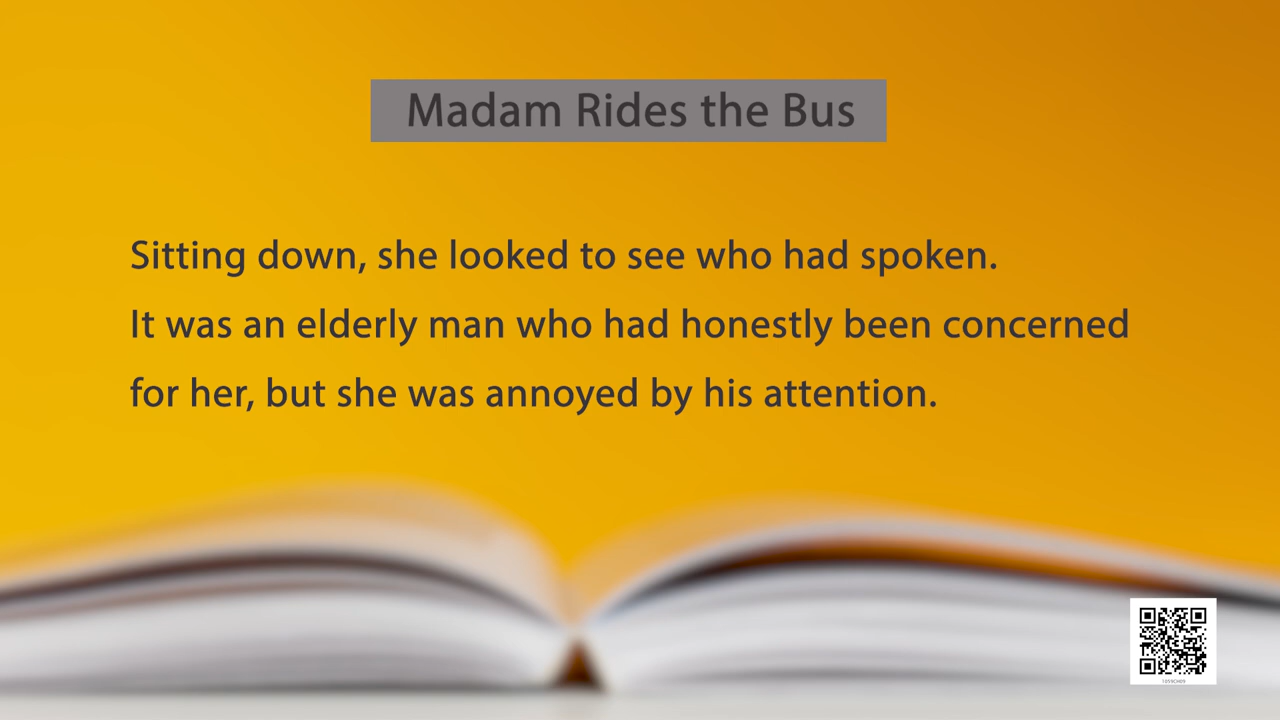 Madam Rides the Bus
Sitting down, she looked to see who had spoken.
It was an elderly man who had honestly been concerned
for her, but she was annoyed by his attention.